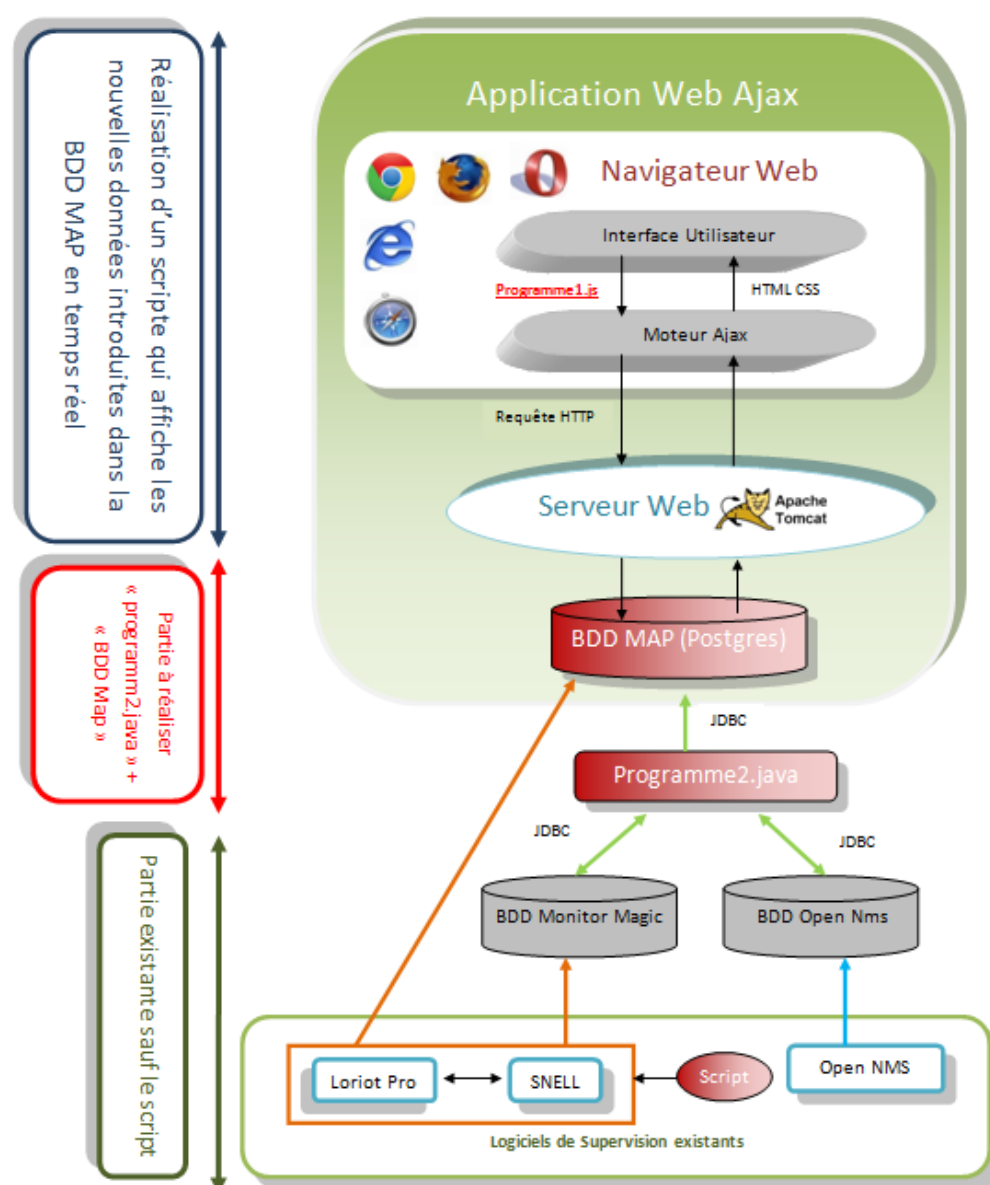 Réalisation d'un scripte qui affiche les
nouvelles données introduites dans la
BDD MAP en temps réel
Partie à réaliser
« programm2.java » +
« BDD Map »
Partie existante sauf le script
Application Web Ajax
Navigateur Web
Interface Utilisateur
Programme1.js
HTML CSS
Moteur Ajax
Requête HTTP
Serveur Web
Apache
Tomcat
BDD MAP (Postgres)
JDBC
Programme2.java
JDBC
JDBC
BDD Monitor Magic
BDD Open Nms
Loriot Pro
SNELL
Script
Open NMS
Logiciels de Supervision existants